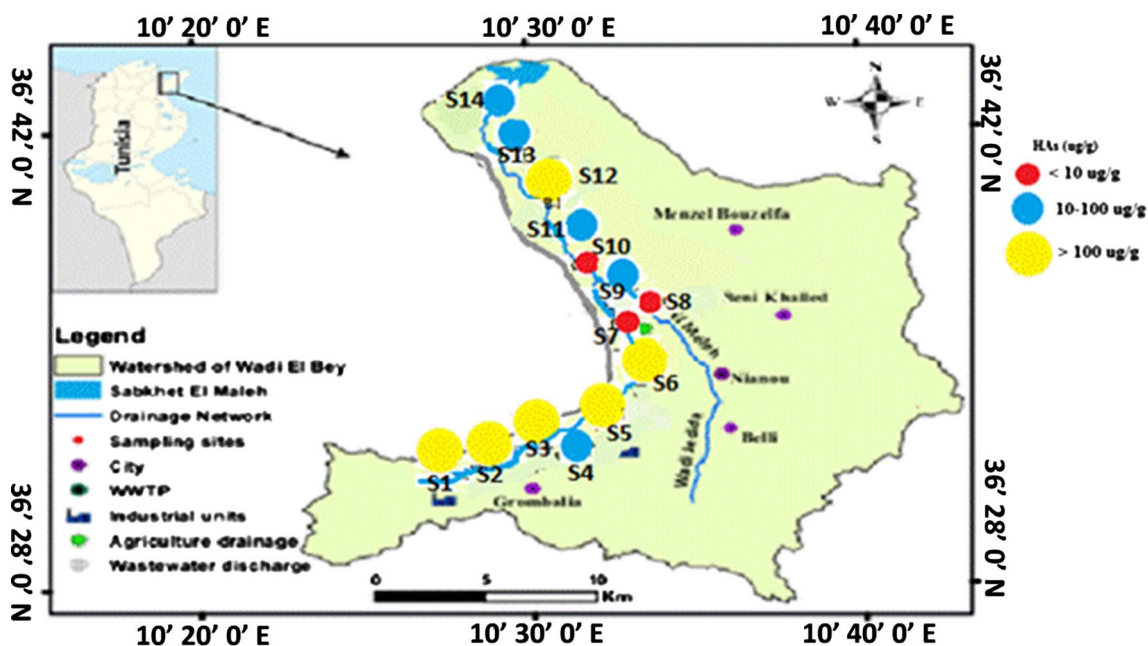 10’ 20’ 0’ E
10’ 30’ 0’ E
10’ 40’ 0’ E
36’ 42’ 0’ N
36’ 42’ 0’ N
Tunisia
N
W
E
S
HAs (ug/g)
< 10 ug/g
10-100 ug/g
> 100 ug/g
S14
S13
S12
S11
S10
S9
S8
S7
S6
S5
S4
S3
S2
S1
Menzel Bouzelfa
Beni Khalled
el Maleh
Nianou
Belli
Wadi Jedida
Grombalia
Legend
Watershed of Wadi El Bey
Sabkhet El Maleh
Drainage Network
Sampling sites
City
WWTP
Industrial units
Agriculture drainage
Wastewater discharge
0 5 10
Km
36’ 28’ 0’ N
36’ 28’ 0’ N
10’ 20’ 0’ E
10’ 30’ 0’ E
10’ 40’ 0’ E